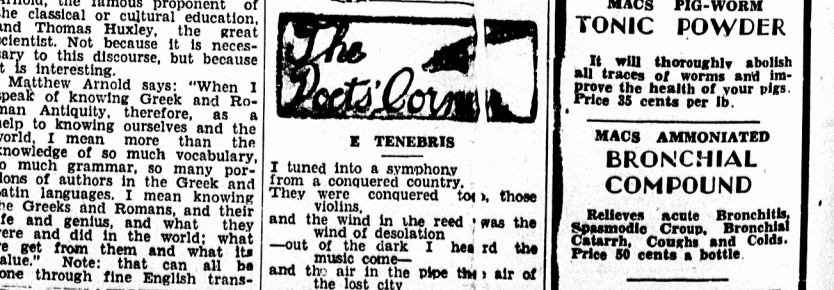 Arnold, the famous proponent of
the classical or cultural education,
and Thomas Huxley, the great
scientist. Not because it is neces-
sary to this discourse, but because
it is interesting.
Matthew Arnold says: "When I
speak of knowing Greek and Ro-
man Antiquity, therefore, as a
help to knowing ourselves and the
world, I mean more than the
knowledge of so much vocabulary,
so much grammar, so many por-
tions of authors in the Greek and
Latin languages. I mean knowing
the Greeks and Romans, and their
life and genius, and what they
were and did in the world; what
we get from them and what its
value." Note: that can all be
done through fine English trans-
The
Poets' Corner
E TENEBRIS
I tuned into a symphony
from a conquered country.
They were conquered too, those
violins.
and the wind in the reed was the
wind of desolation
—out of the dark I heard the
music come—
and the air in the pipe the air of
the lost city
MACS PIG-WORM
TONIC POWDER
It will thoroughly abolish
all traces of worms and im-
prove the health of your pigs.
Price 35 cents per lb.
MACS AMMONIATED
BRONCHIAL
COMPOUND
Relieves acute Bronchitis,
Spasmodic Croup, Bronchial
Catarrh, Coughs and Colds.
Price 50 cents a bottle.